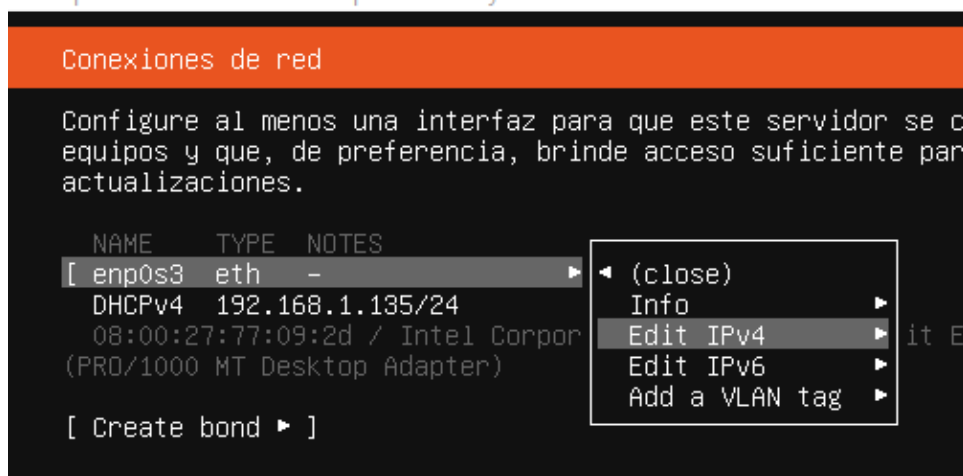 Conexiones de red
Configure al menos una interfaz para que este servidor se c
equipos y que, de preferencia, brinde acceso suficiente par
actualizaciones.
NAME TYPE NOTES
[ enp0s3 eth – ▸
DHCPv4 192.168.1.135/24
08:00:27:77:09:2d / Intel Corpor it E
(PRO/1000 MT Desktop Adapter)
◂ (close)
Info ▸
Edit IPv4 ▸
Edit IPv6 ▸
Add a VLAN tag ▸
[ Create bond ▸ ]